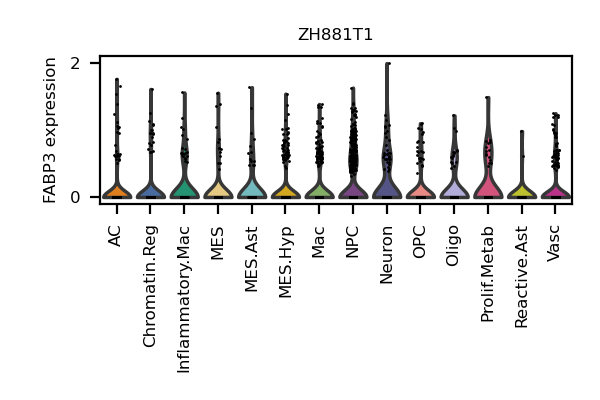 ZH881T1
FABP3 expression
2
0
AC
Chromatin.Reg
Inflammatory.Mac
MES
MES.Ast
MES.Hyp
Mac
NPC
Neuron
OPC
Oligo
Prolif.Metab
Reactive.Ast
Vasc